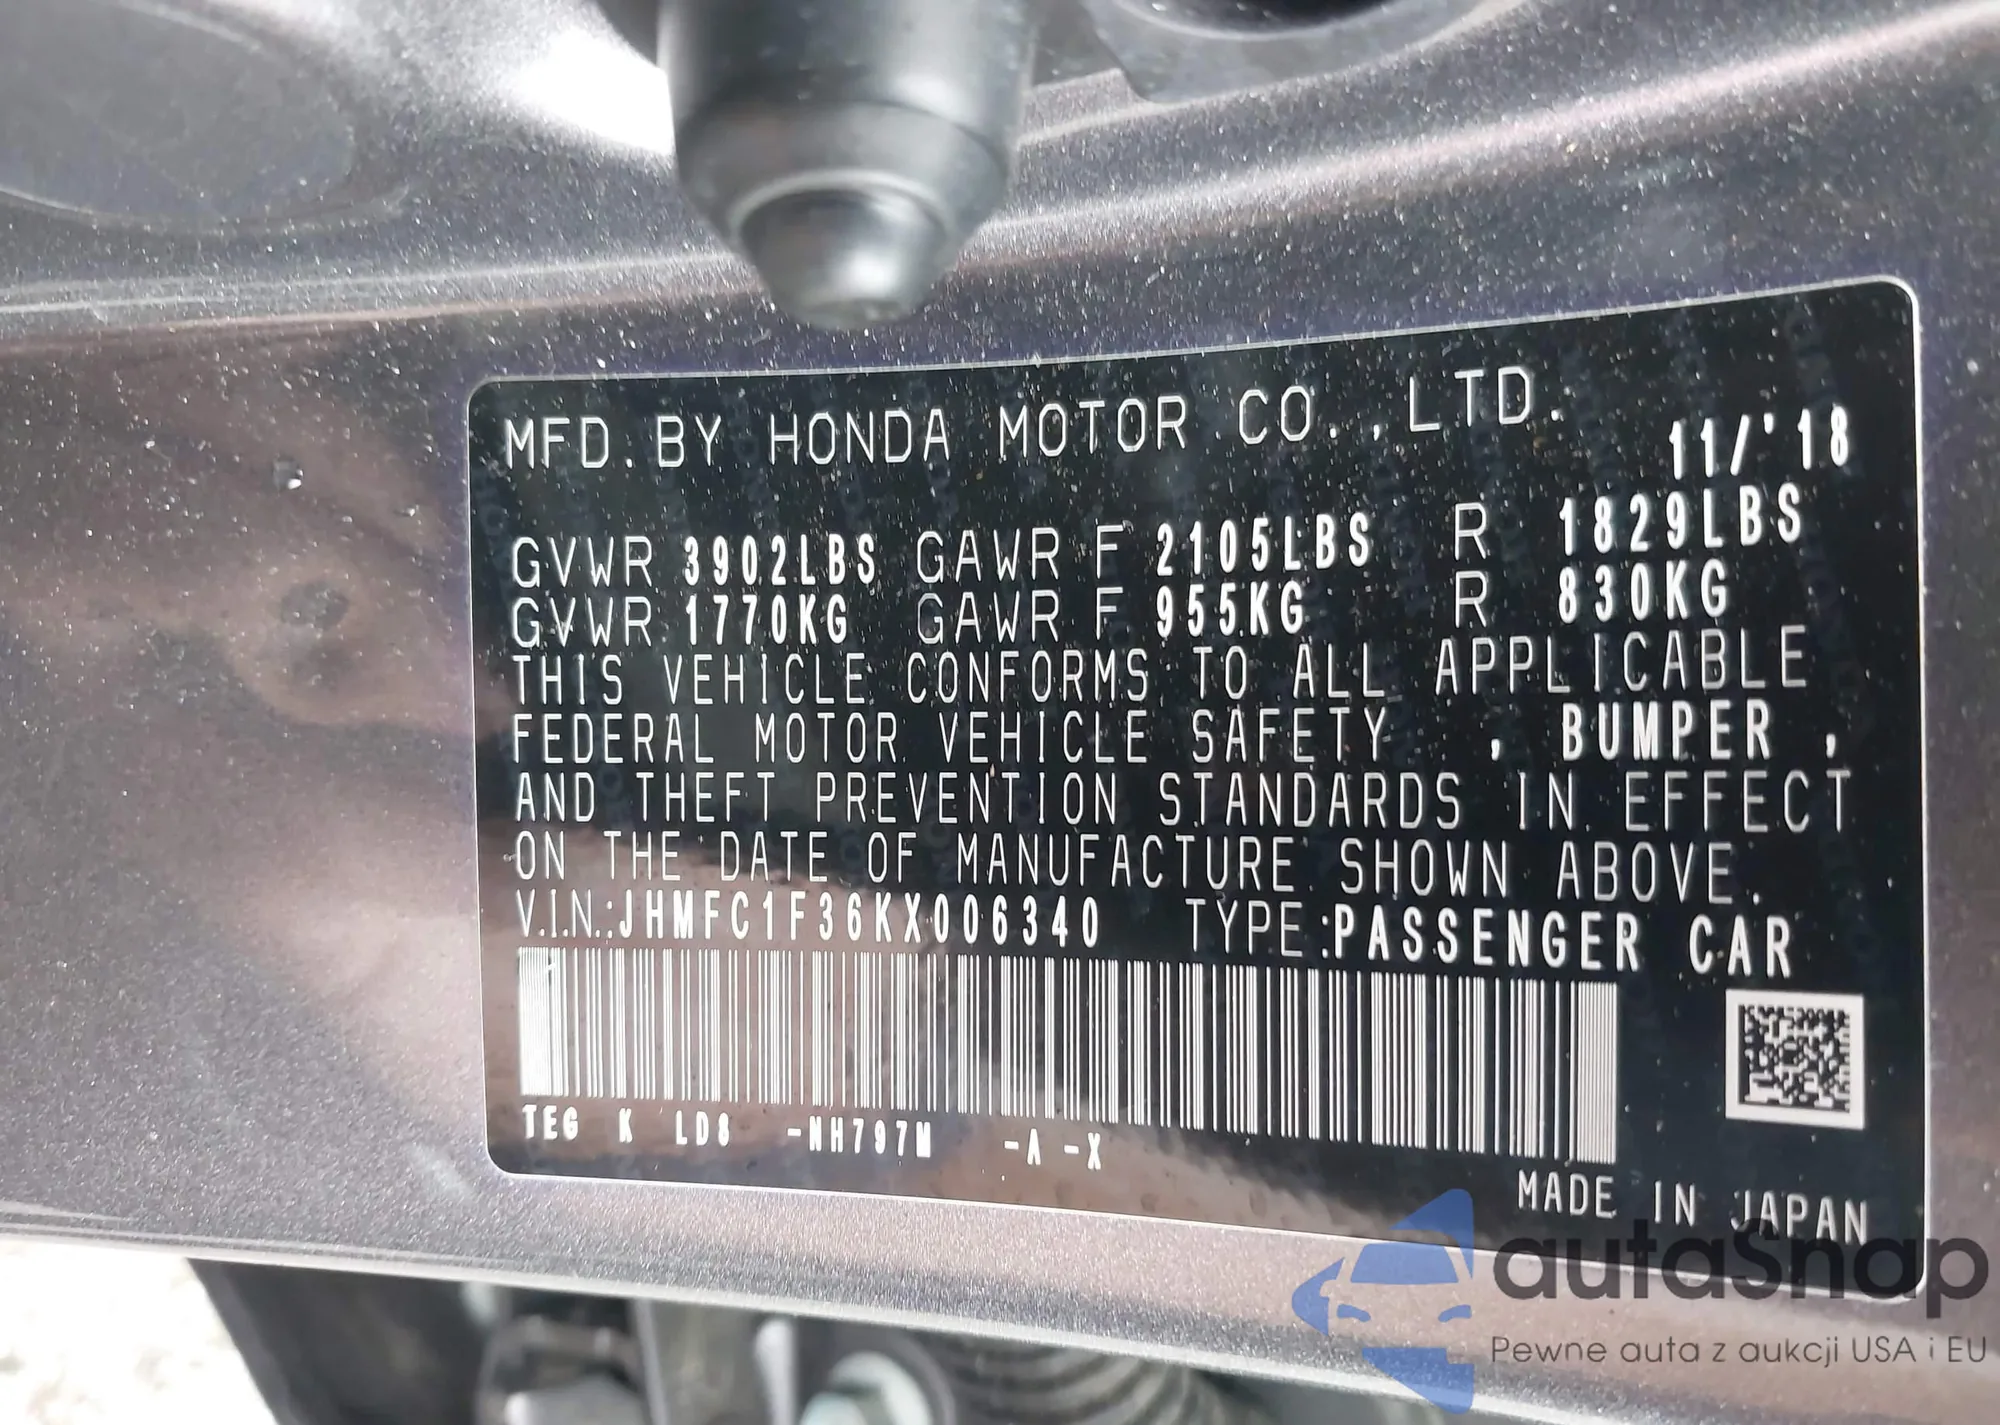 MFD. BY HONDA MOTOR CO., LTD. 11/'18
GVWR 3902LBS GAWR F 2105LBS R 1829LBS
GVWR 1770KG GAWR F 955KG R 830KG
THIS VEHICLE CONFORMS TO ALL APPLICABLE
FEDERAL MOTOR VEHICLE SAFETY , BUMPER ,
AND THEFT PREVENTION STANDARDS IN EFFECT
ON THE DATE OF MANUFACTURE SHOWN ABOVE.
V.I.N.:JHMFC1F36KX006340 TYPE:PASSENGER CAR
TEG K LD8 -NH797M -A -X
MADE IN JAPAN
autaSnap
Pewne auta z aukcji USA i EU